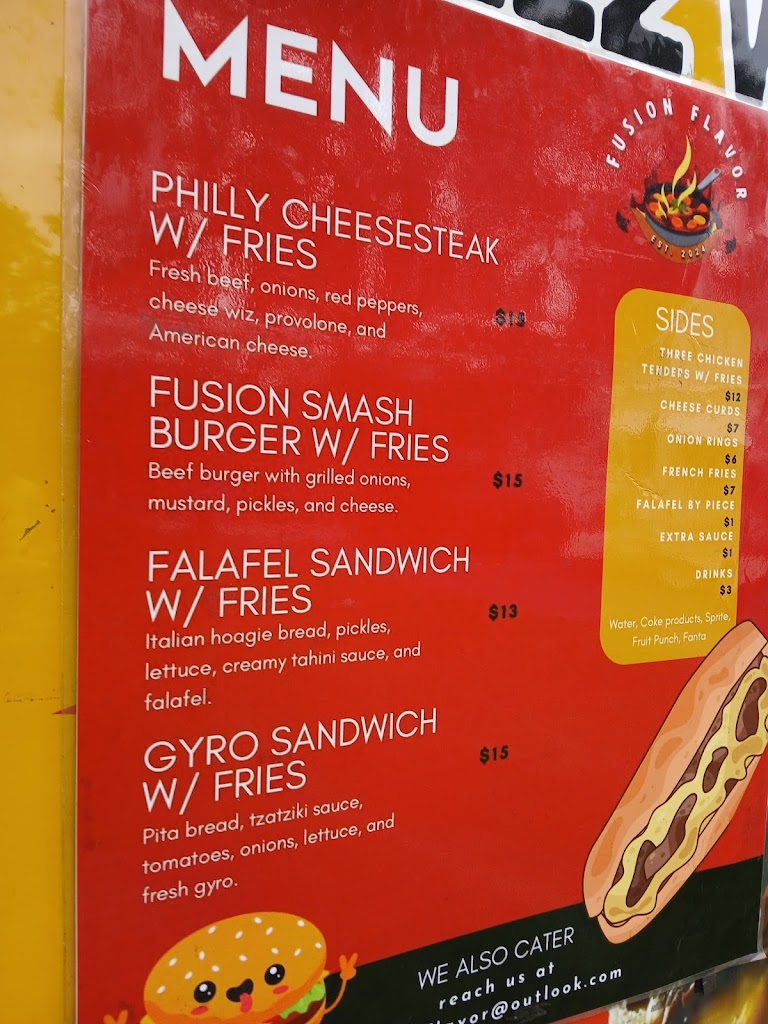 MENU
FUSION FLAVOR
EST. 2024
PHILLY CHEESESTEAK
W/ FRIES
Fresh beef, onions, red peppers,
cheese wiz, provolone, and
American cheese.
FUSION SMASH
BURGER W/ FRIES
Beef burger with grilled onions,
mustard, pickles, and cheese.
$15
FALAFEL SANDWICH
W/ FRIES
Italian hoagie bread, pickles,
lettuce, creamy tahini sauce, and
falafel.
$13
GYRO SANDWICH
W/ FRIES
Pita bread, tzatziki sauce,
tomatoes, onions, lettuce, and
fresh gyro.
$15
SIDES
THREE CHICKEN
TENDERS W/ FRIES
$12
CHEESE CURDS
$7
ONION RINGS
$6
FRENCH FRIES
$7
FALAFEL BY PIECE
$1
EXTRA SAUCE
$1
DRINKS
$3
Water, Coke products, Sprite,
Fruit Punch, Fanta
WE ALSO CATER
reach us at
@outlook.com